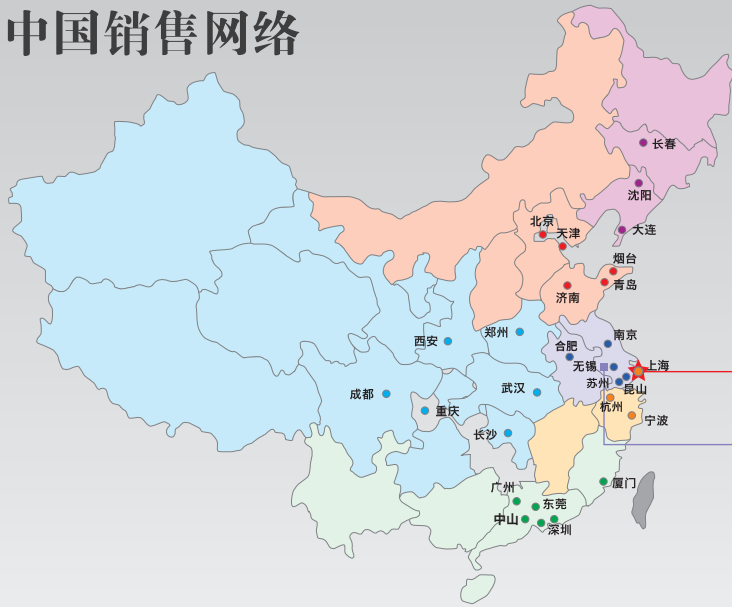 中国销售网络
长春
沈阳
大连
北京
天津
烟台
青岛
济南
南京
郑州
西安
合肥
无锡
上海
苏州
昆山
武汉
成都
杭州
重庆
宁波
长沙
厦门
广州
东莞
中山
深圳